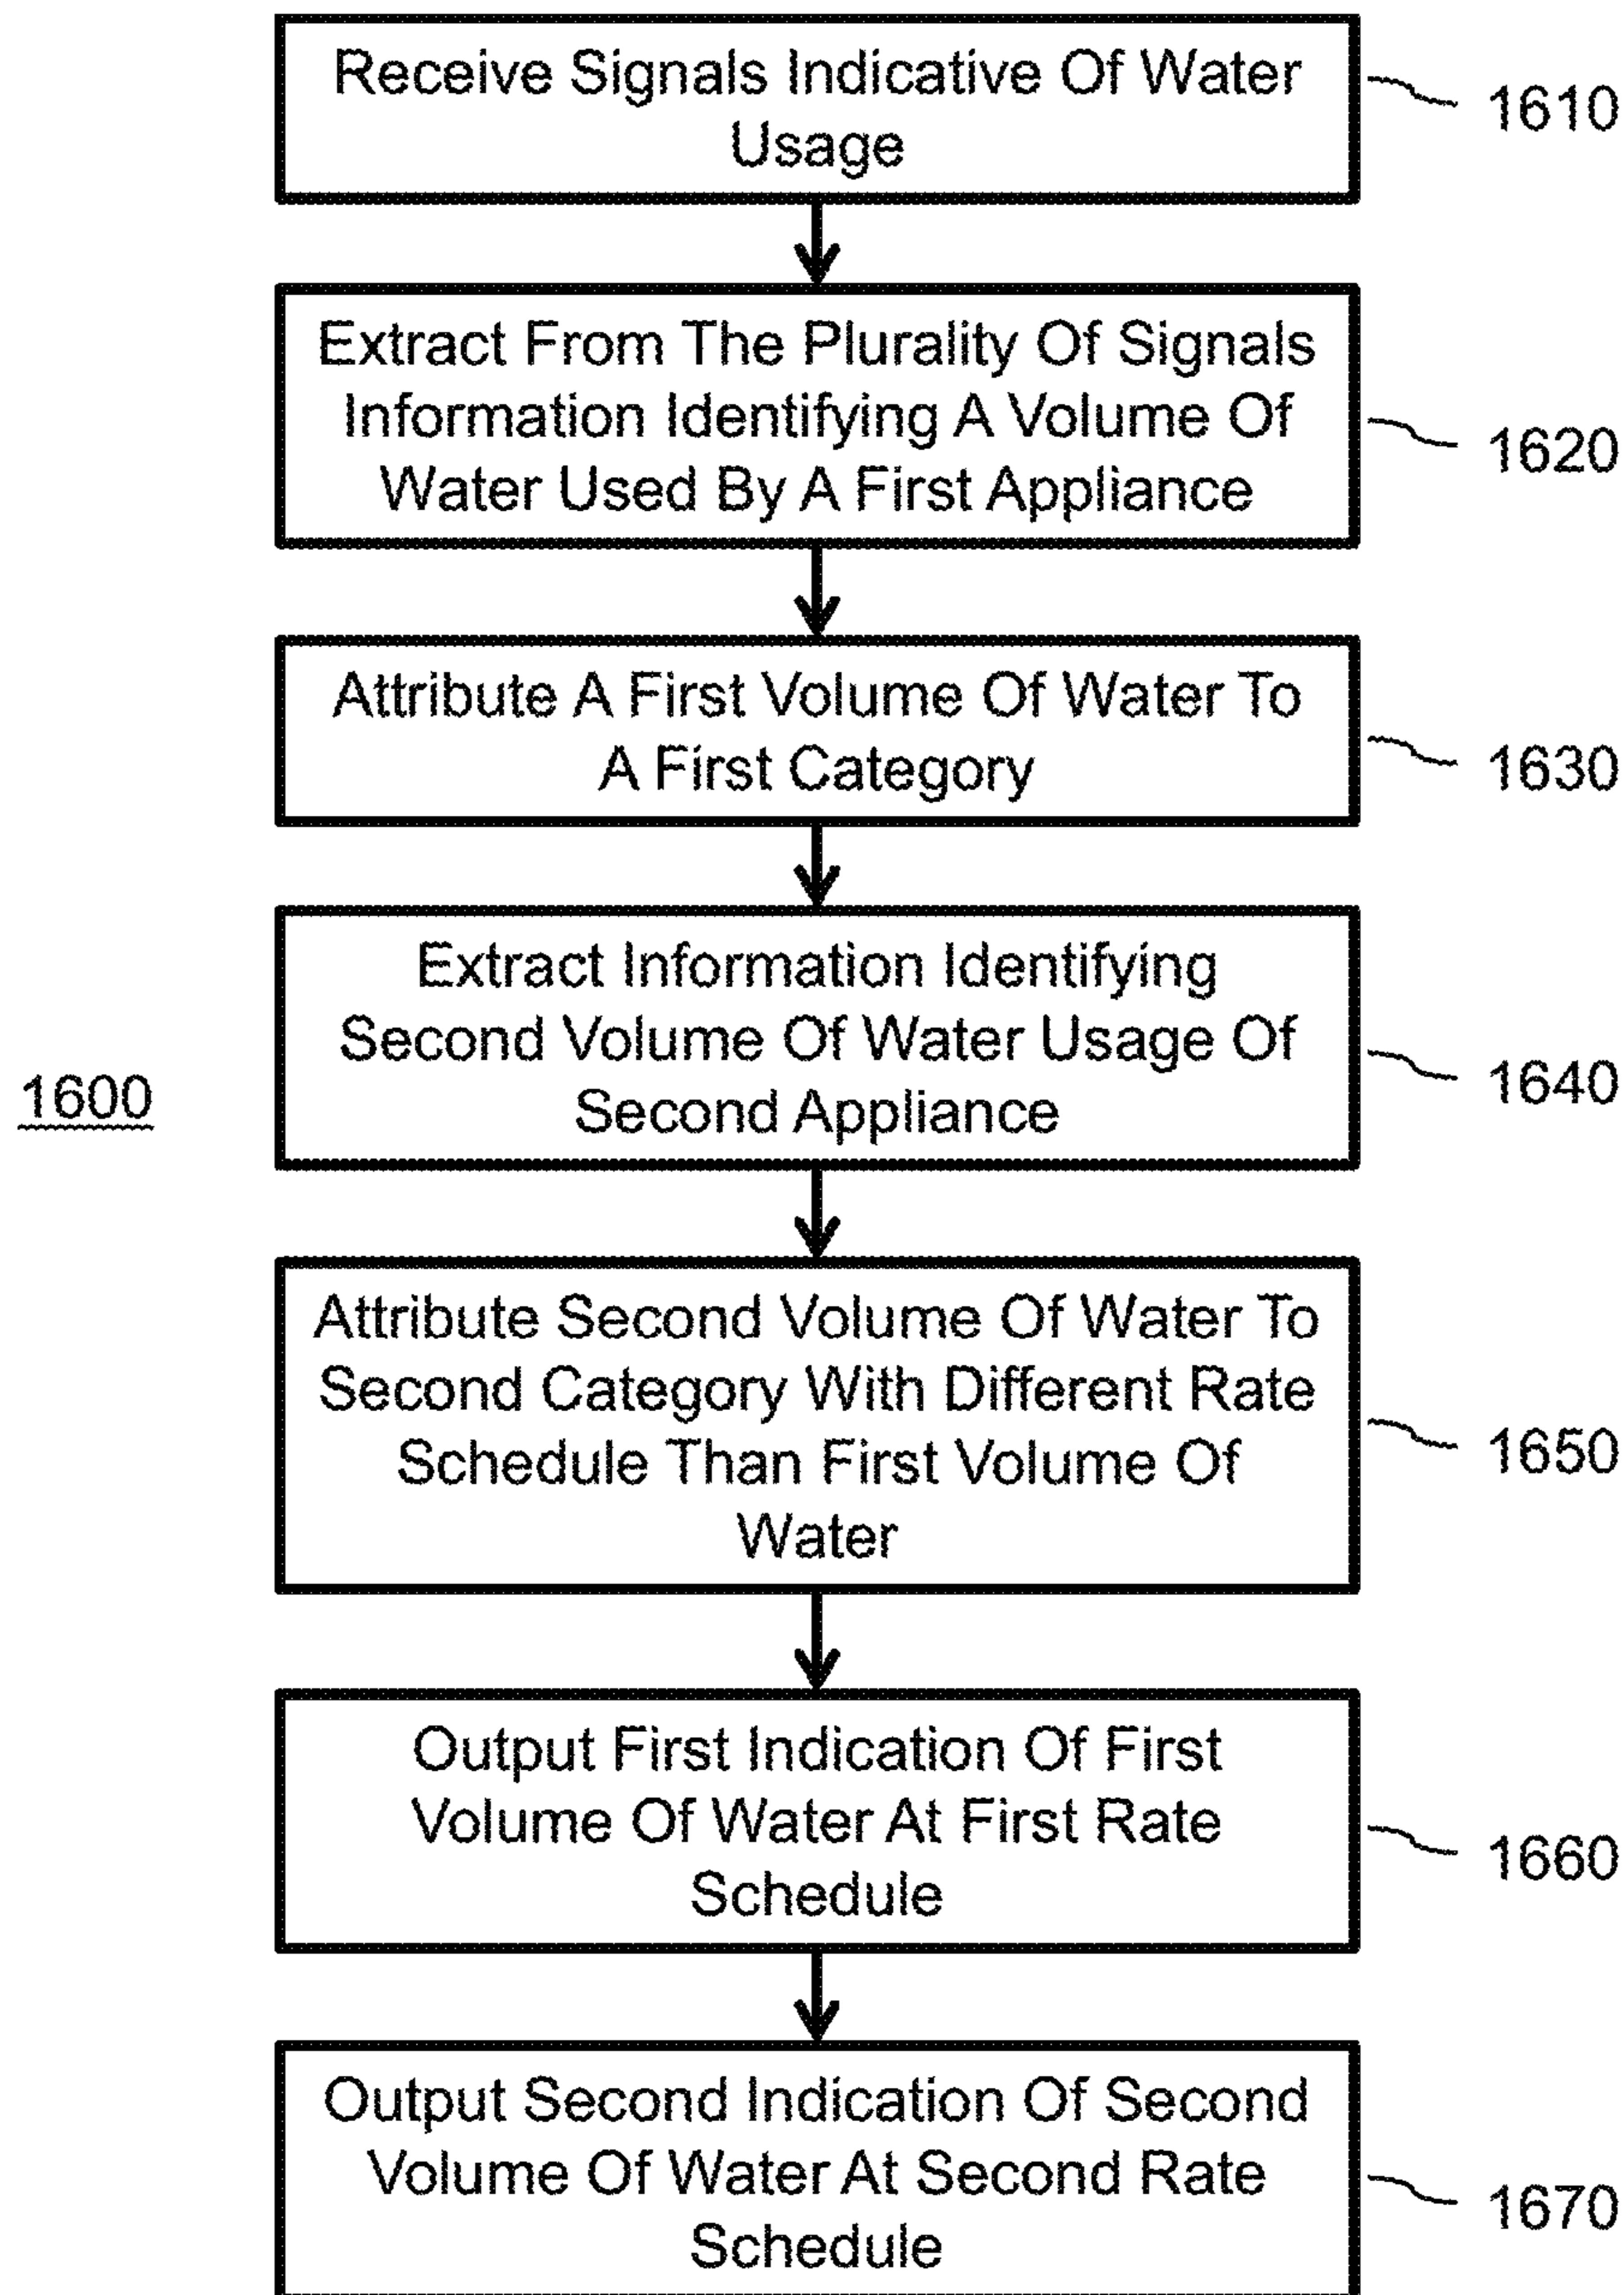 Receive Signals Indicative Of Water
Usage
1610
Extract From The Plurality Of Signals
Information Identifying A Volume Of
Water Used By A First Appliance
1620
Attribute A First Volume Of Water To
A First Category
1630
Extract Information Identifying
Second Volume Of Water Usage Of
Second Appliance
1640
1600
Attribute Second Volume Of Water To
Second Category With Different Rate
Schedule Than First Volume Of
Water
1650
Output First Indication Of First
Volume Of Water At First Rate
Schedule
1660
Output Second Indication Of Second
Volume Of Water At Second Rate
Schedule
1670